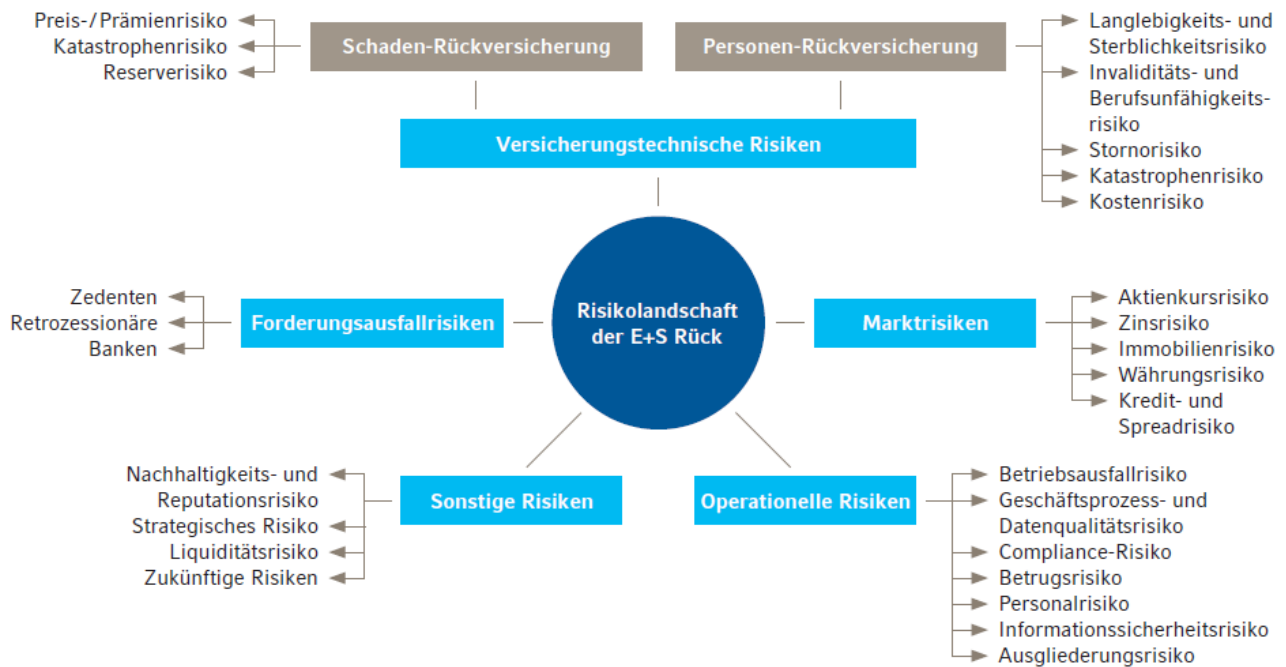 Preis-/Prämienrisiko
Katastrophenrisiko
Reserverisiko
Schaden-Rückversicherung
Personen-Rückversicherung
Langlebigkeits- und
Sterblichkeitsrisiko
Invaliditäts- und
Berufsunfähigkeits-
risiko
Stornorisiko
Katastrophenrisiko
Kostenrisiko
Versicherungstechnische Risiken
Zedenten
Retrozessionäre
Banken
Forderungsausfallrisiken
Risikolandschaft
der E+S Rück
Marktrisiken
Aktienkursrisiko
Zinsrisiko
Immobilienrisiko
Währungsrisiko
Kredit- und
Spreadrisiko
Nachhaltigkeits- und
Reputationsrisiko
Strategisches Risiko
Liquiditätsrisiko
Zukünftige Risiken
Sonstige Risiken
Operationelle Risiken
Betriebsausfallrisiko
Geschäftsprozess- und
Datenqualitätsrisiko
Compliance-Risiko
Betrugsrisiko
Personalrisiko
Informationssicherheitsrisiko
Ausgliederungsrisiko